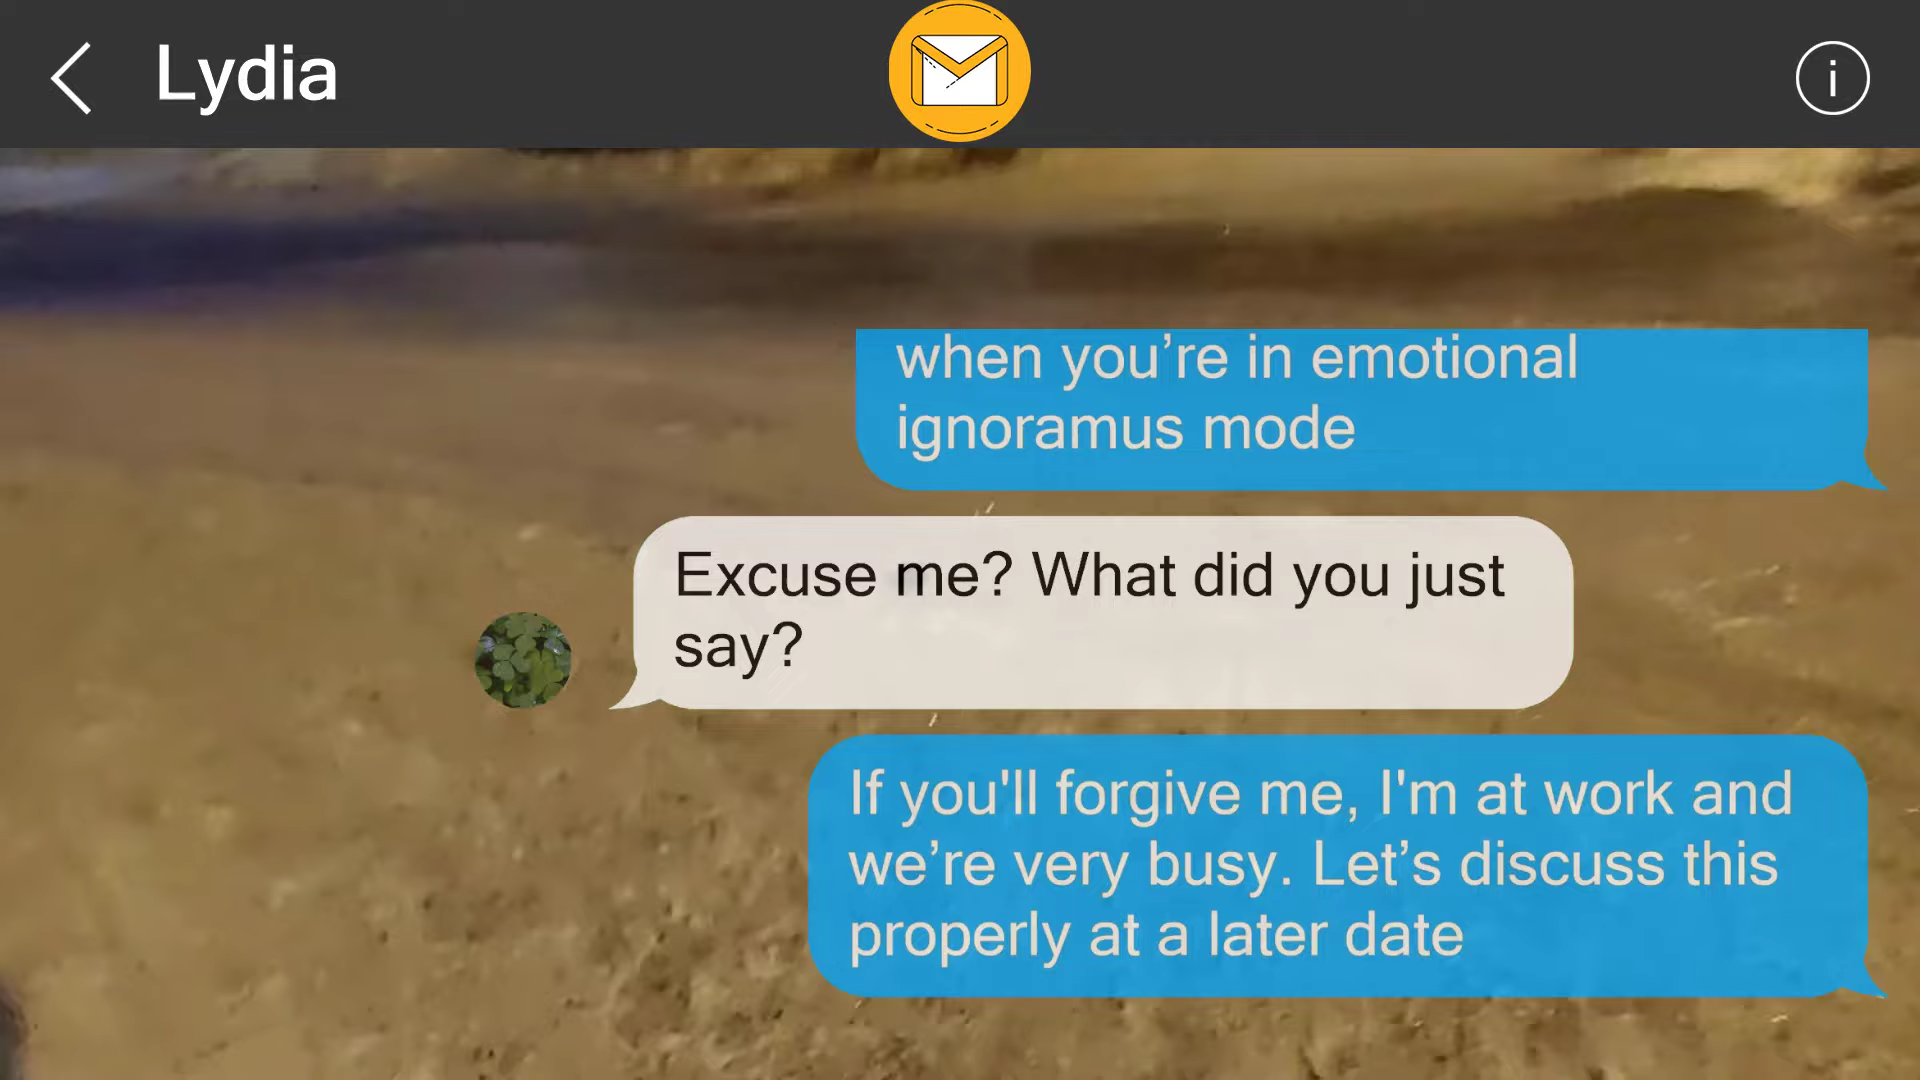 Lydia
i
when you’re in emotional
ignoramus mode
Excuse me? What did you just
say?
If you'll forgive me, I'm at work and
we’re very busy. Let’s discuss this
properly at a later date